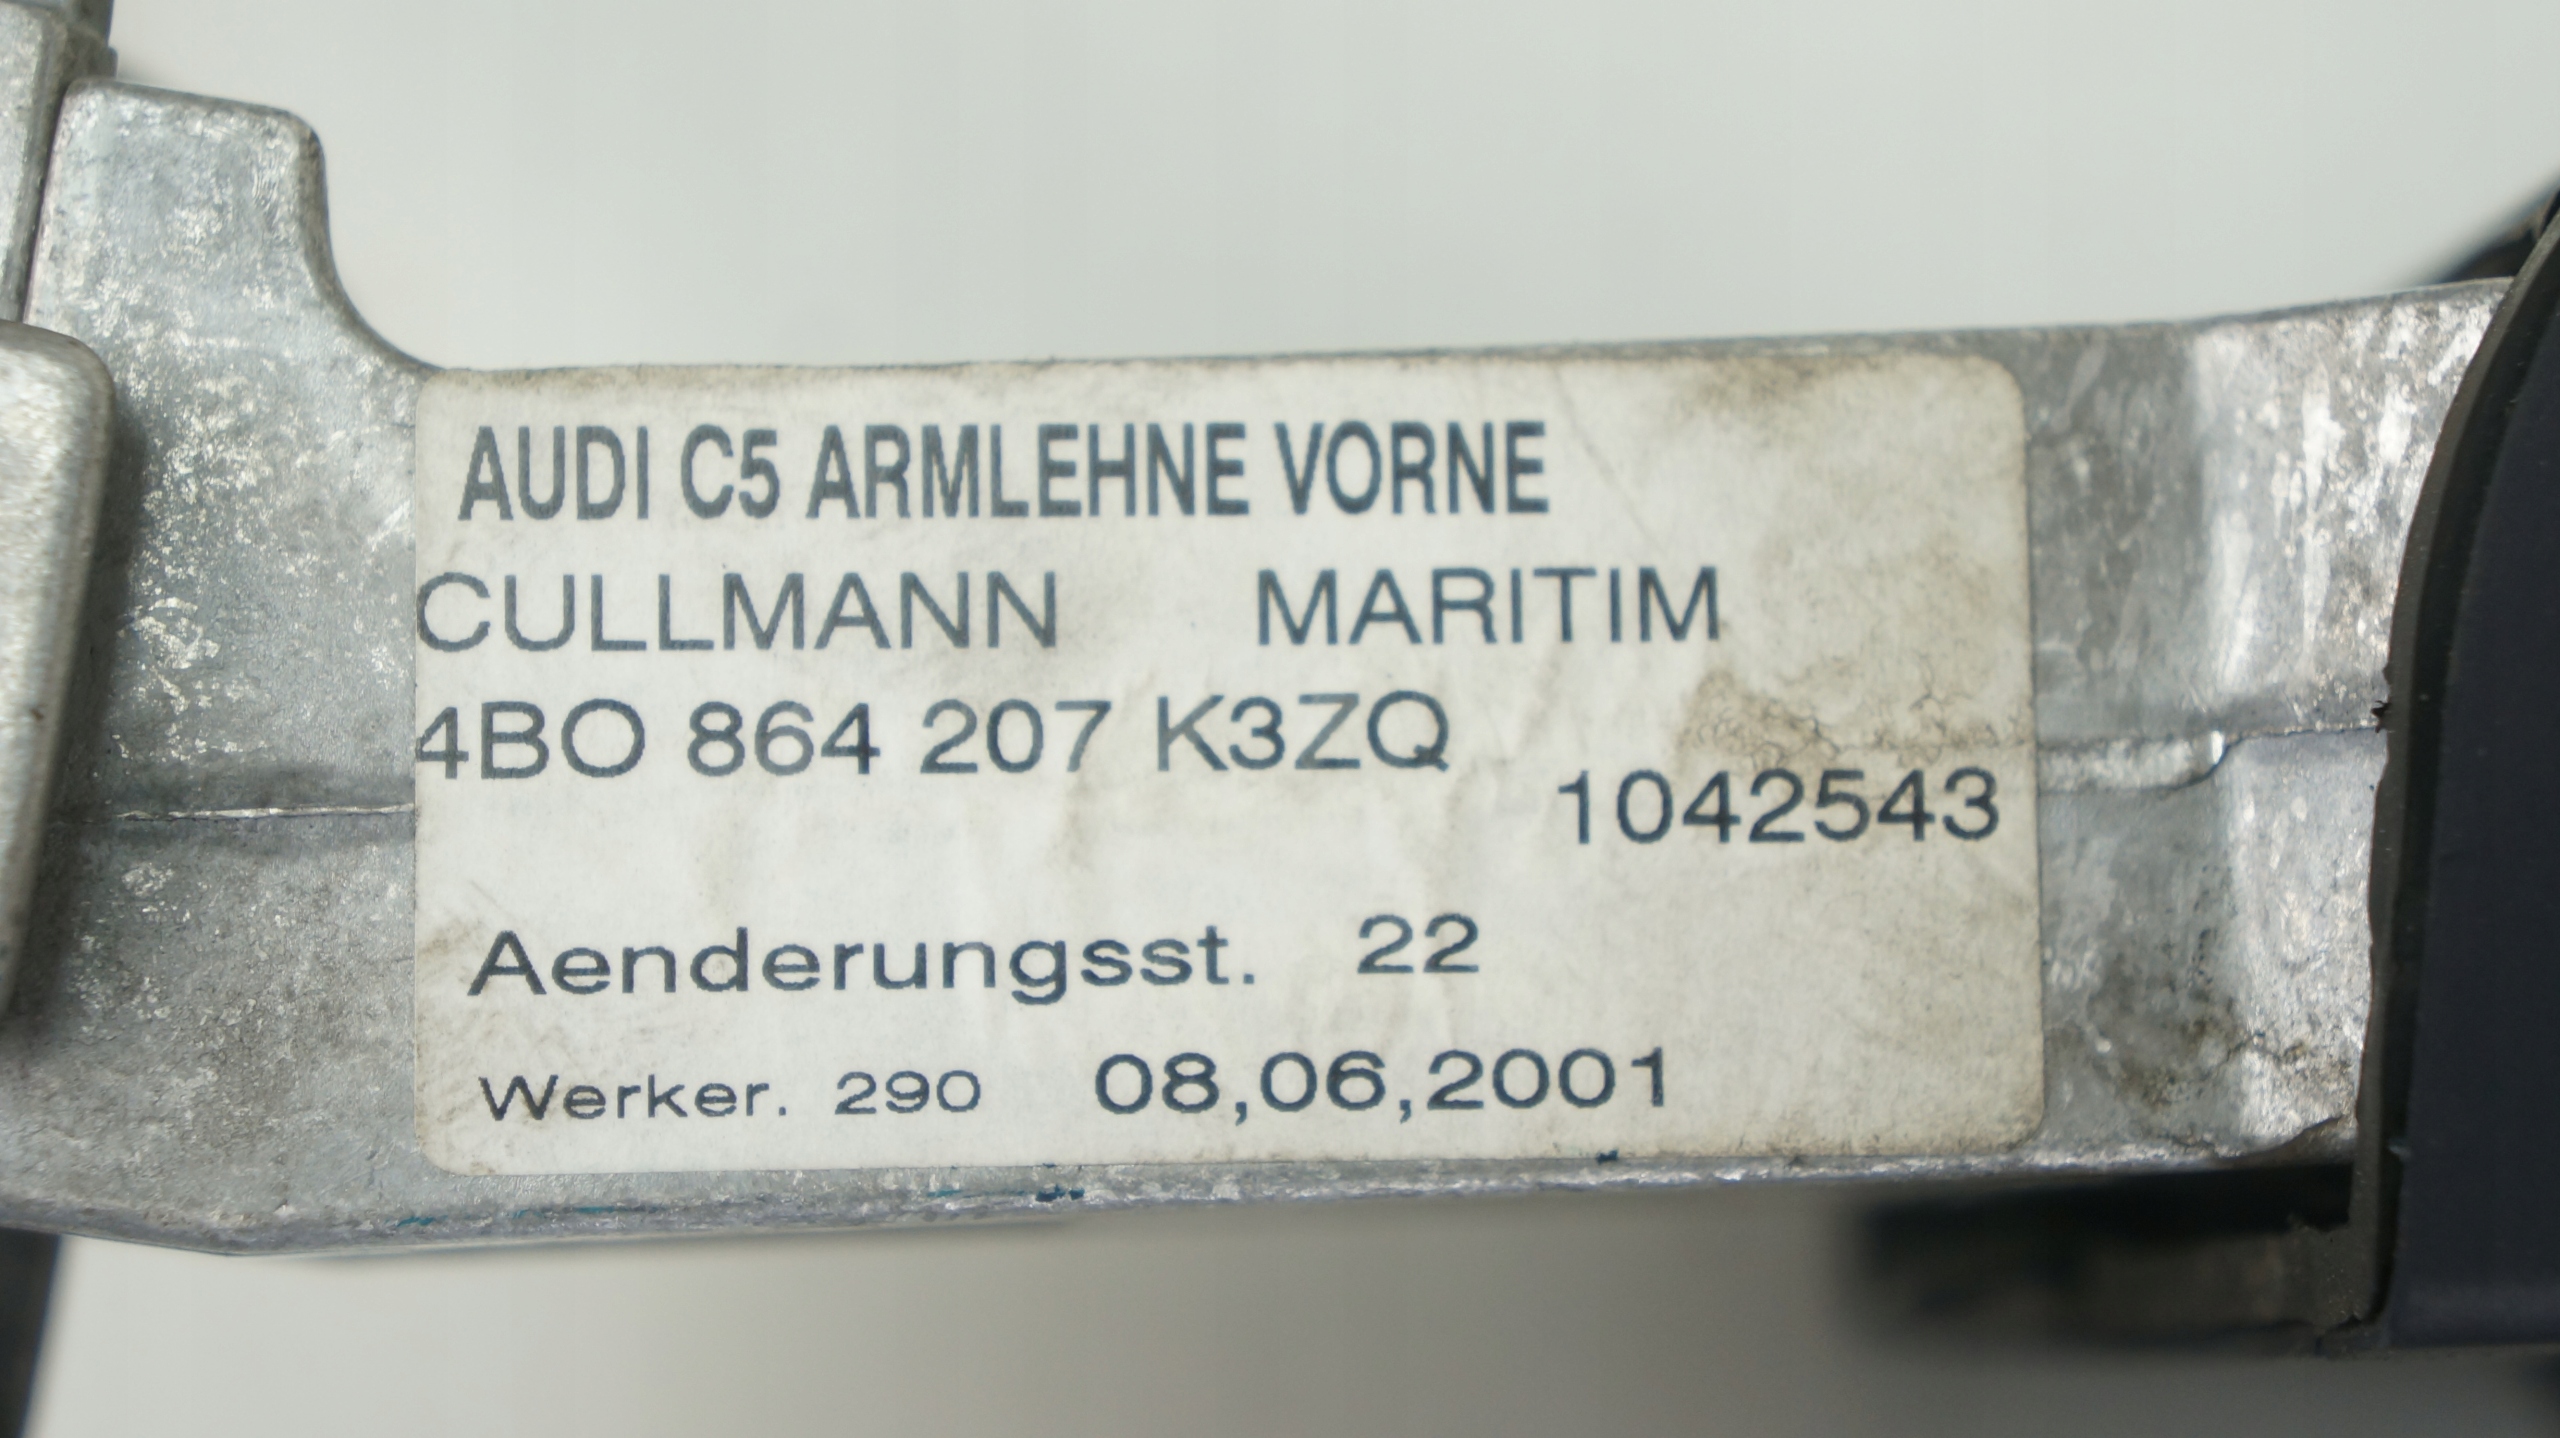 AUDI C5 ARMLEHNE VORNE
CULLMANN MARITIM
4BO 864 207 K3ZQ
1042543
Aenderungsst. 22
Werker. 290 08,06,2001